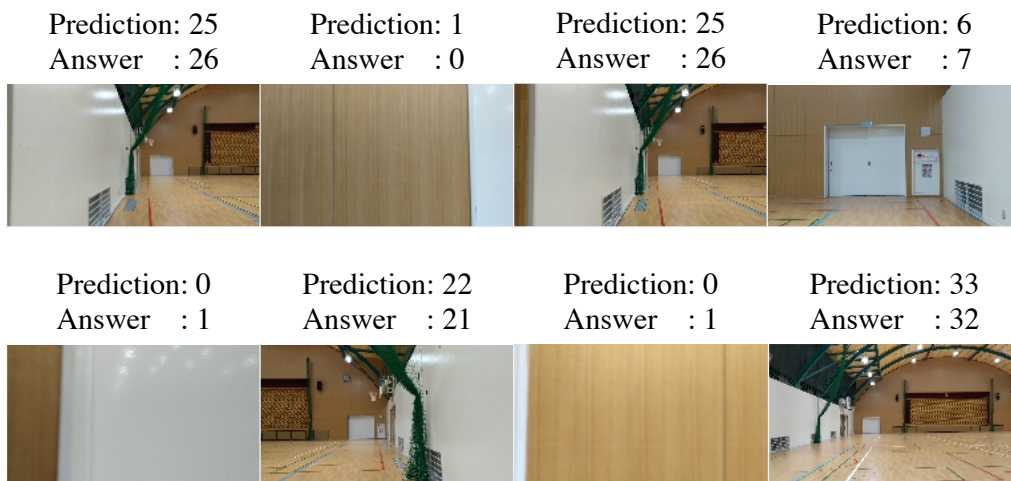 Prediction: 25
Answer : 26
Prediction: 1
Answer : 0
Prediction: 25
Answer : 26
Prediction: 6
Answer : 7
Prediction: 0
Answer : 1
Prediction: 22
Answer : 21
Prediction: 0
Answer : 1
Prediction: 33
Answer : 32